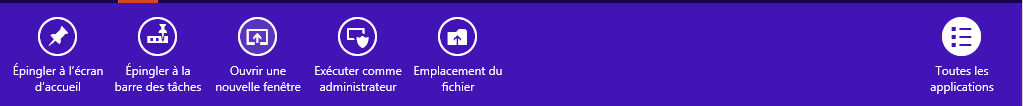 Épingler à l'écran
d'accueil
Épingler à la
barre des tâches
Ouvrir une
nouvelle fenêtre
Exécuter comme
administrateur
Emplacement du
fichier
Toutes les
applications